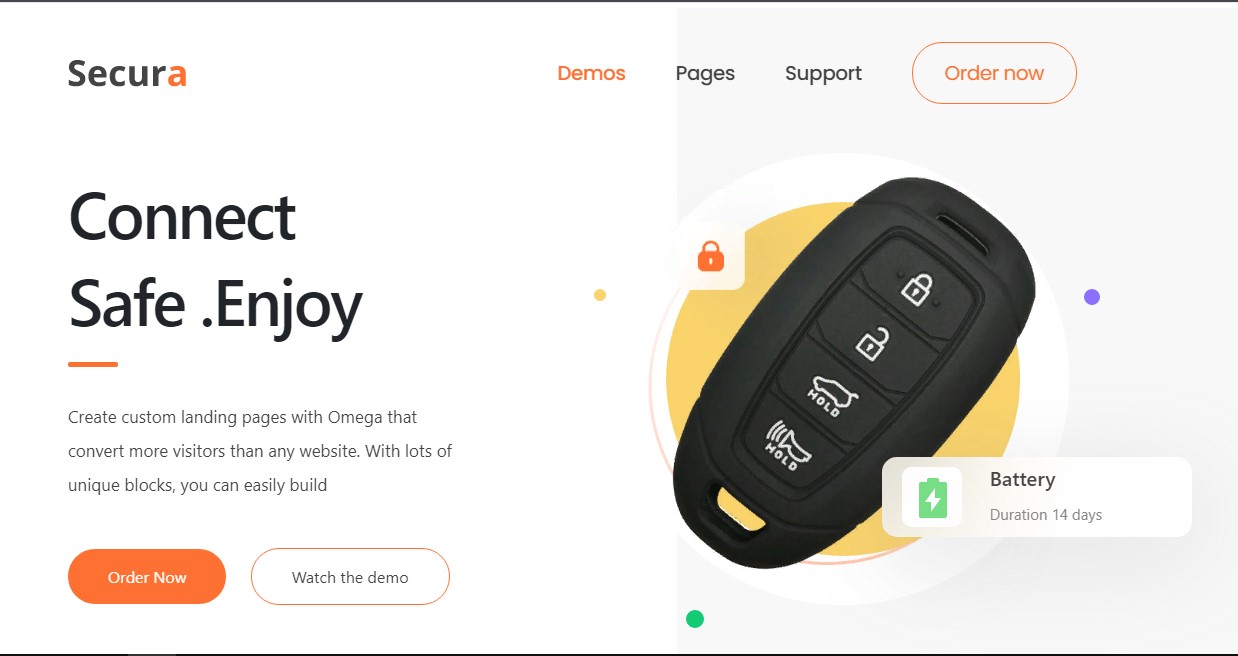 Secura
Demos Pages Support Order now
Connect
Safe .Enjoy
Create custom landing pages with Omega that
convert more visitors than any website. With lots of
unique blocks, you can easily build
Order Now Watch the demo
HOLD
HOLD
Battery
Duration 14 days